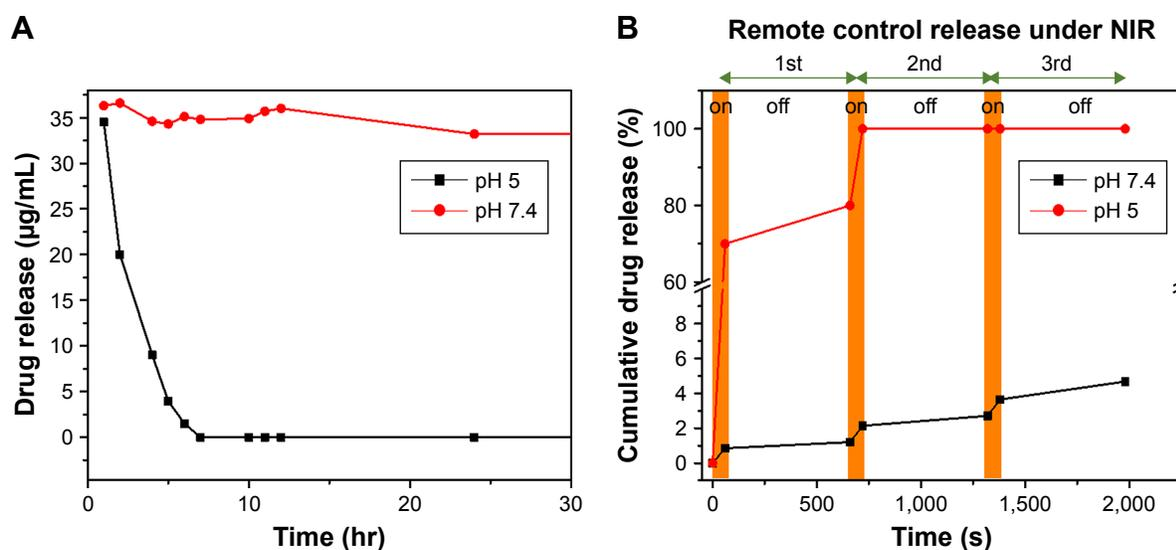 A
Drug release (µg/mL)
35
30
25
20
15
10
5
0
0
10
20
30
Time (hr)
pH 5
pH 7.4
B
Remote control release under NIR
1st
2nd
3rd
on
off
on
off
on
off
Cumulative drug release (%)
100
80
60
8
6
4
2
0
0
500
1,000
1,500
2,000
Time (s)
pH 7.4
pH 5